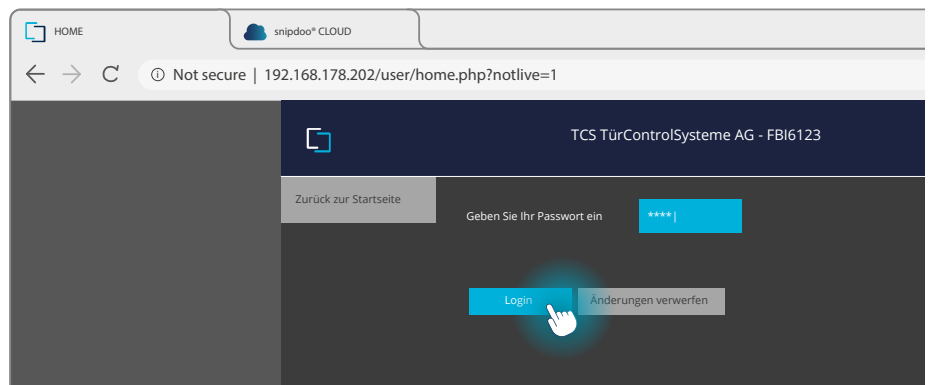 HOME
snipdoo® CLOUD
Not secure | 192.168.178.202/user/home.php?notlive=1
TCS TürControlSysteme AG - FBI6123
Zurück zur Startseite
Geben Sie Ihr Passwort ein
****|
Login
Änderungen verwerfen